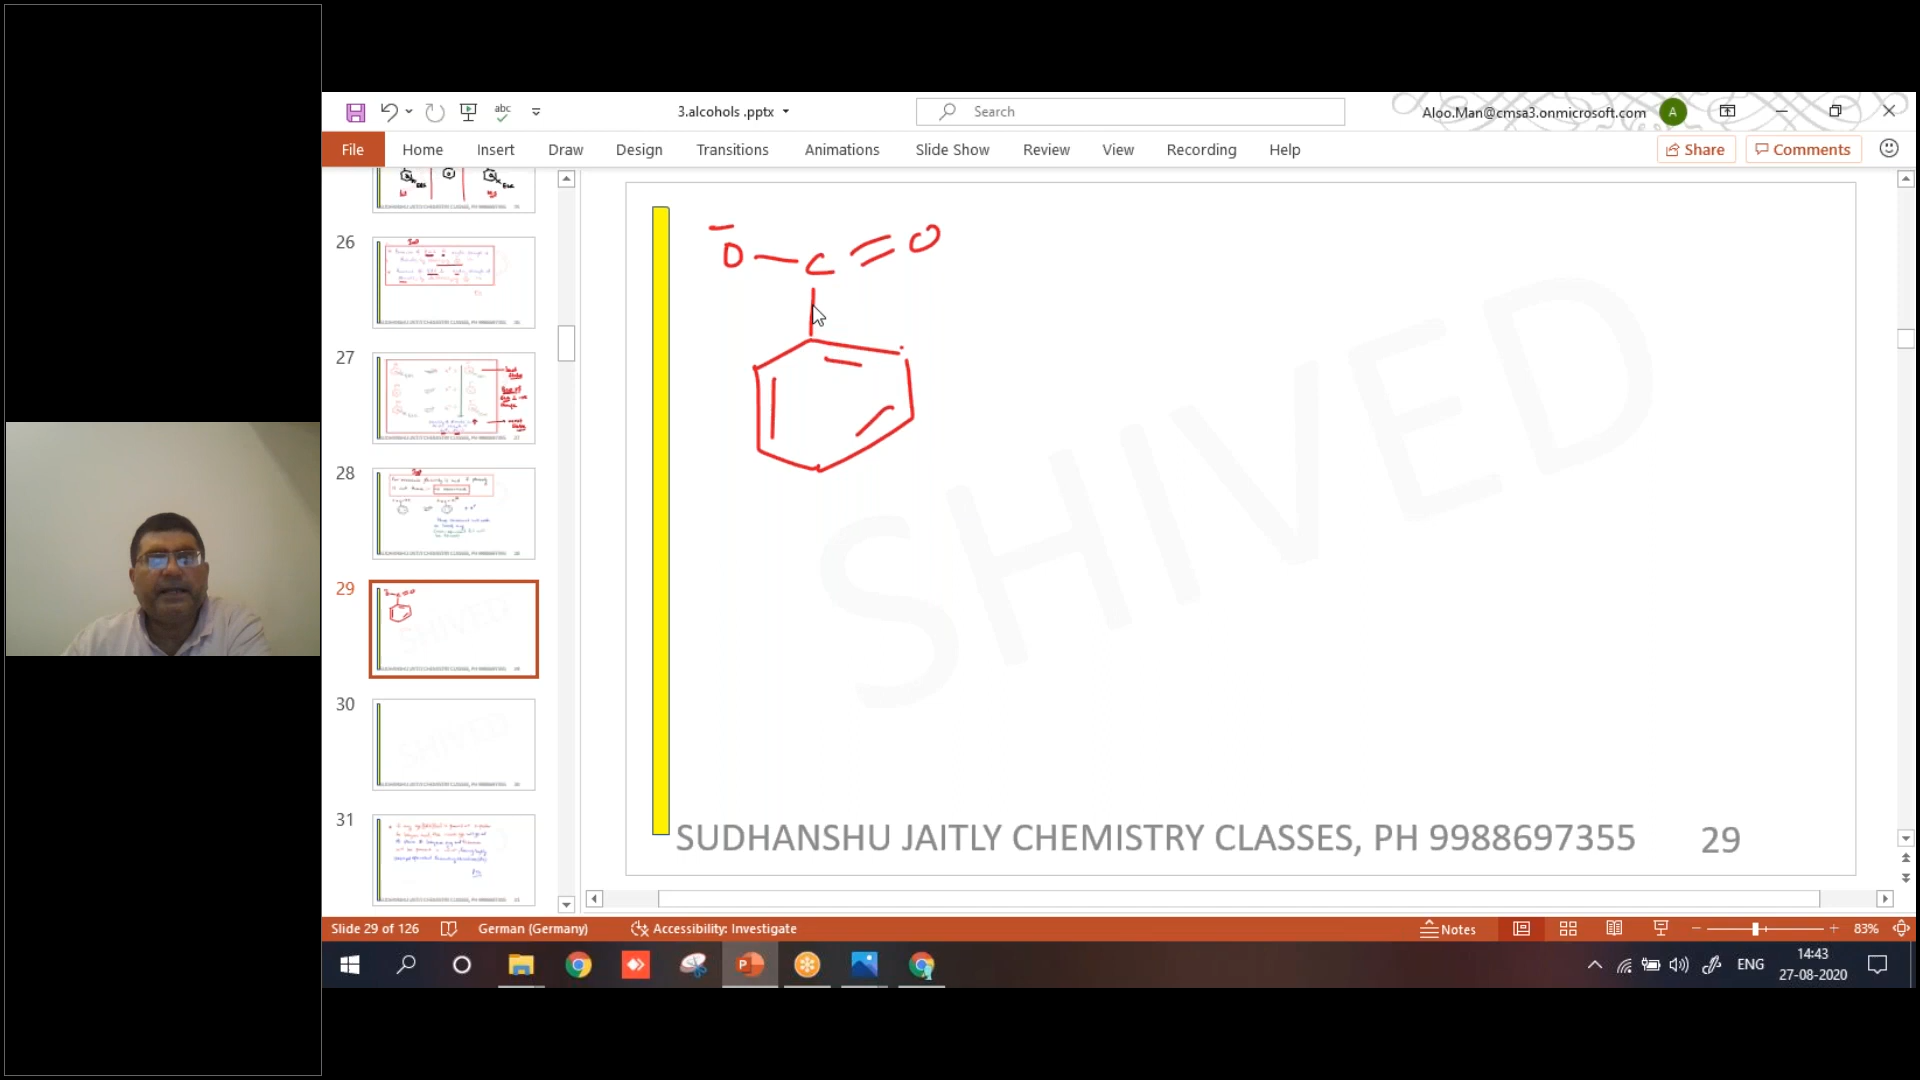 abc
3.alcohols .pptx
Search
Aloo.Man@cmsa3.onmicrosoft.com
A
File Home Insert Draw Design Transitions Animations Slide Show Review View Recording Help
Share Comments
26
27
28
29
30
31
O — C = O
SHIVED
SUDHANSHU JAITLY CHEMISTRY CLASSES, PH 9988697355 29
Slide 29 of 126 German (Germany) Accessibility: Investigate Notes 83%
ENG 14:43
27-08-2020